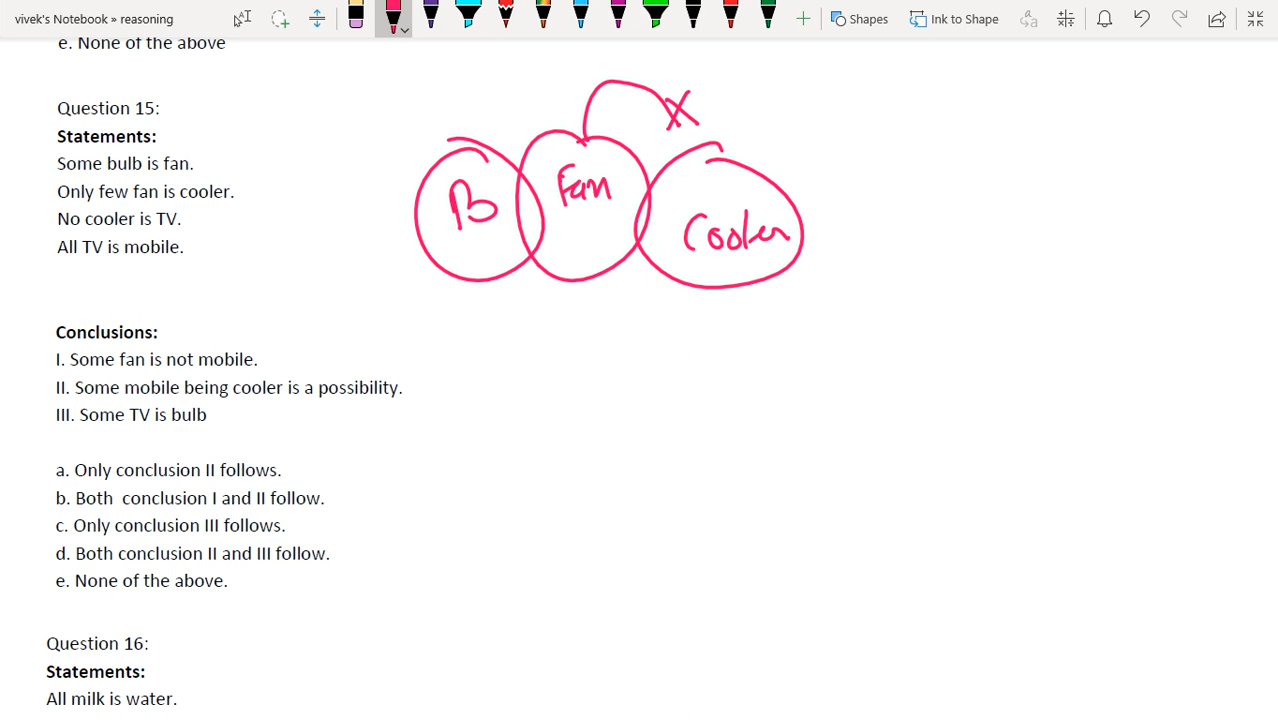 vivek's Notebook » reasoning
Shapes
Ink to Shape
e. None of the above
Question 15:
Statements:
Some bulb is fan.
Only few fan is cooler.
No cooler is TV.
All TV is mobile.
B
Fan
Cooler
Conclusions:
I. Some fan is not mobile.
II. Some mobile being cooler is a possibility.
III. Some TV is bulb
a. Only conclusion II follows.
b. Both conclusion I and II follow.
c. Only conclusion III follows.
d. Both conclusion II and III follow.
e. None of the above.
Question 16:
Statements:
All milk is water.